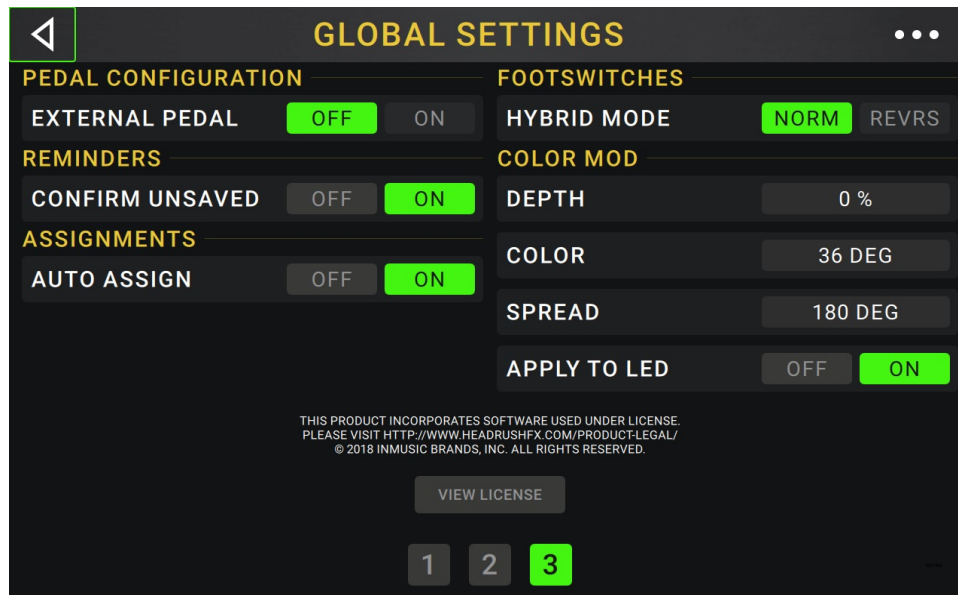 GLOBAL SETTINGS
PEDAL CONFIGURATION
EXTERNAL PEDAL OFF ON
REMINDERS
CONFIRM UNSAVED OFF ON
ASSIGNMENTS
AUTO ASSIGN OFF ON
FOOTSWITCHES
HYBRID MODE NORM REVRS
COLOR MOD
DEPTH 0 %
COLOR 36 DEG
SPREAD 180 DEG
APPLY TO LED OFF ON
THIS PRODUCT INCORPORATES SOFTWARE USED UNDER LICENSE.
PLEASE VISIT HTTP://WWW.HEADRUSHFX.COM/PRODUCT-LEGAL/
© 2018 INMUSIC BRANDS, INC. ALL RIGHTS RESERVED.
VIEW LICENSE
1 2 3